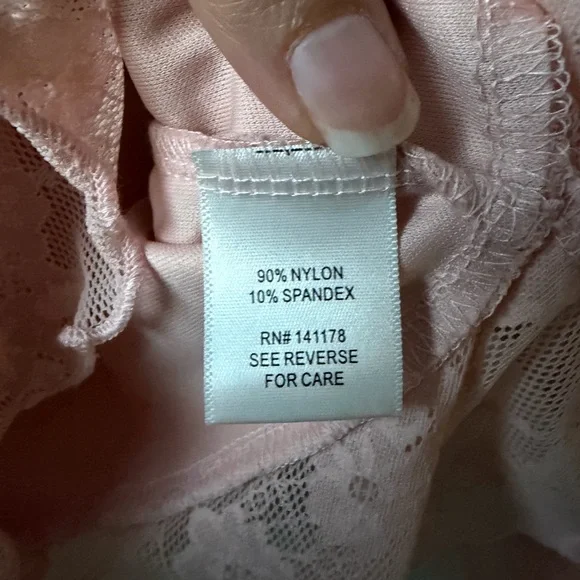 90% NYLON
10% SPANDEX
RN# 141178
SEE REVERSE
FOR CARE